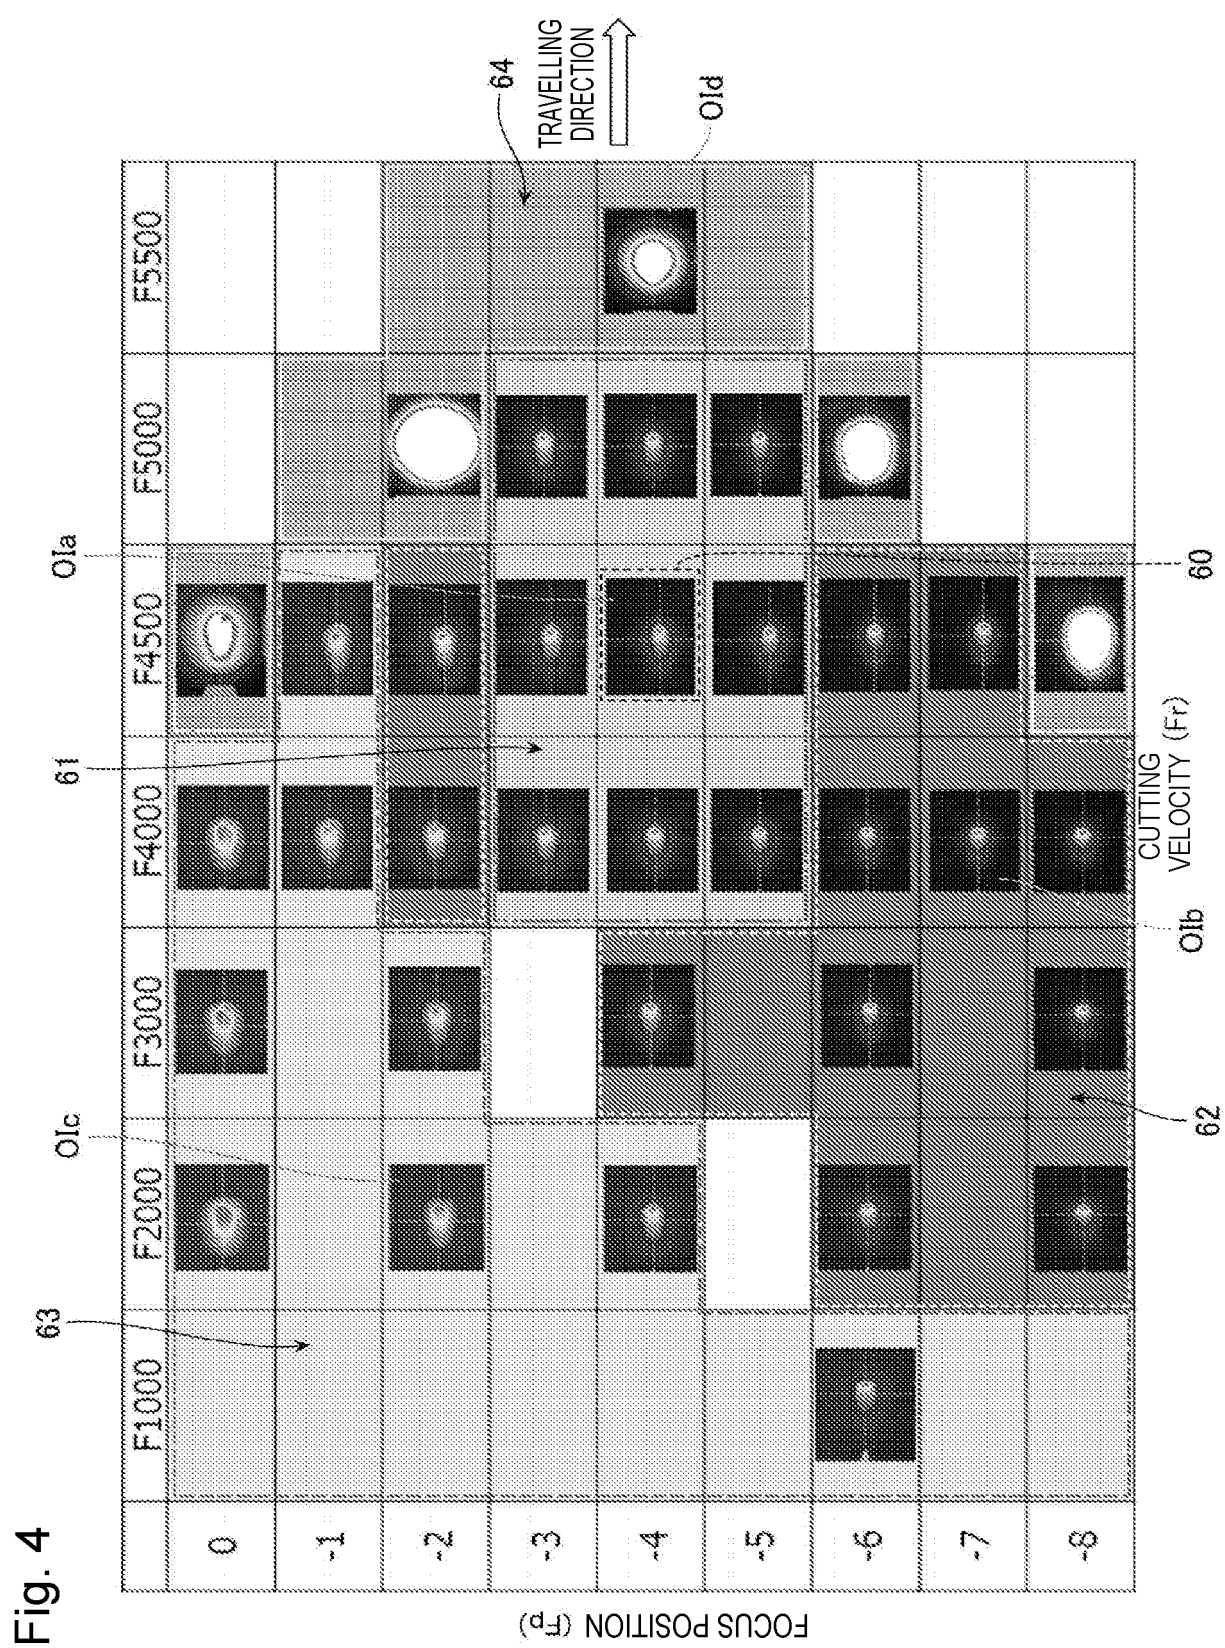 Fig. 4
FOCUS POSITION (Fp)
F1000 F2000 F3000 F4000 F4500 F5000 F5500
0
-1
-2
-3
-4
-5
-6
-7
-8
63
OIc
61
OIa
64
TRAVELLING
DIRECTION
OId
62
OIb
60
CUTTING
VELOCITY (Fr)